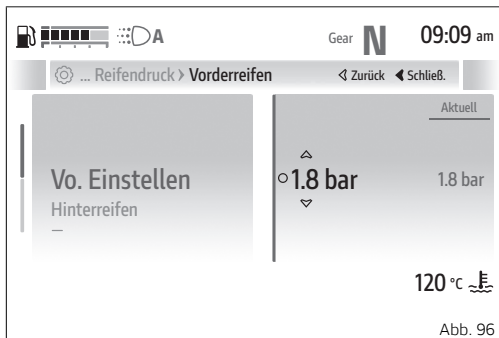 A Gear N 09:09 am
... Reifendruck › Vorderreifen Zurück Schließ.
Aktuell
Vo. Einstellen 1.8 bar 1.8 bar
Hinterreifen
—
120 °C
Abb. 96